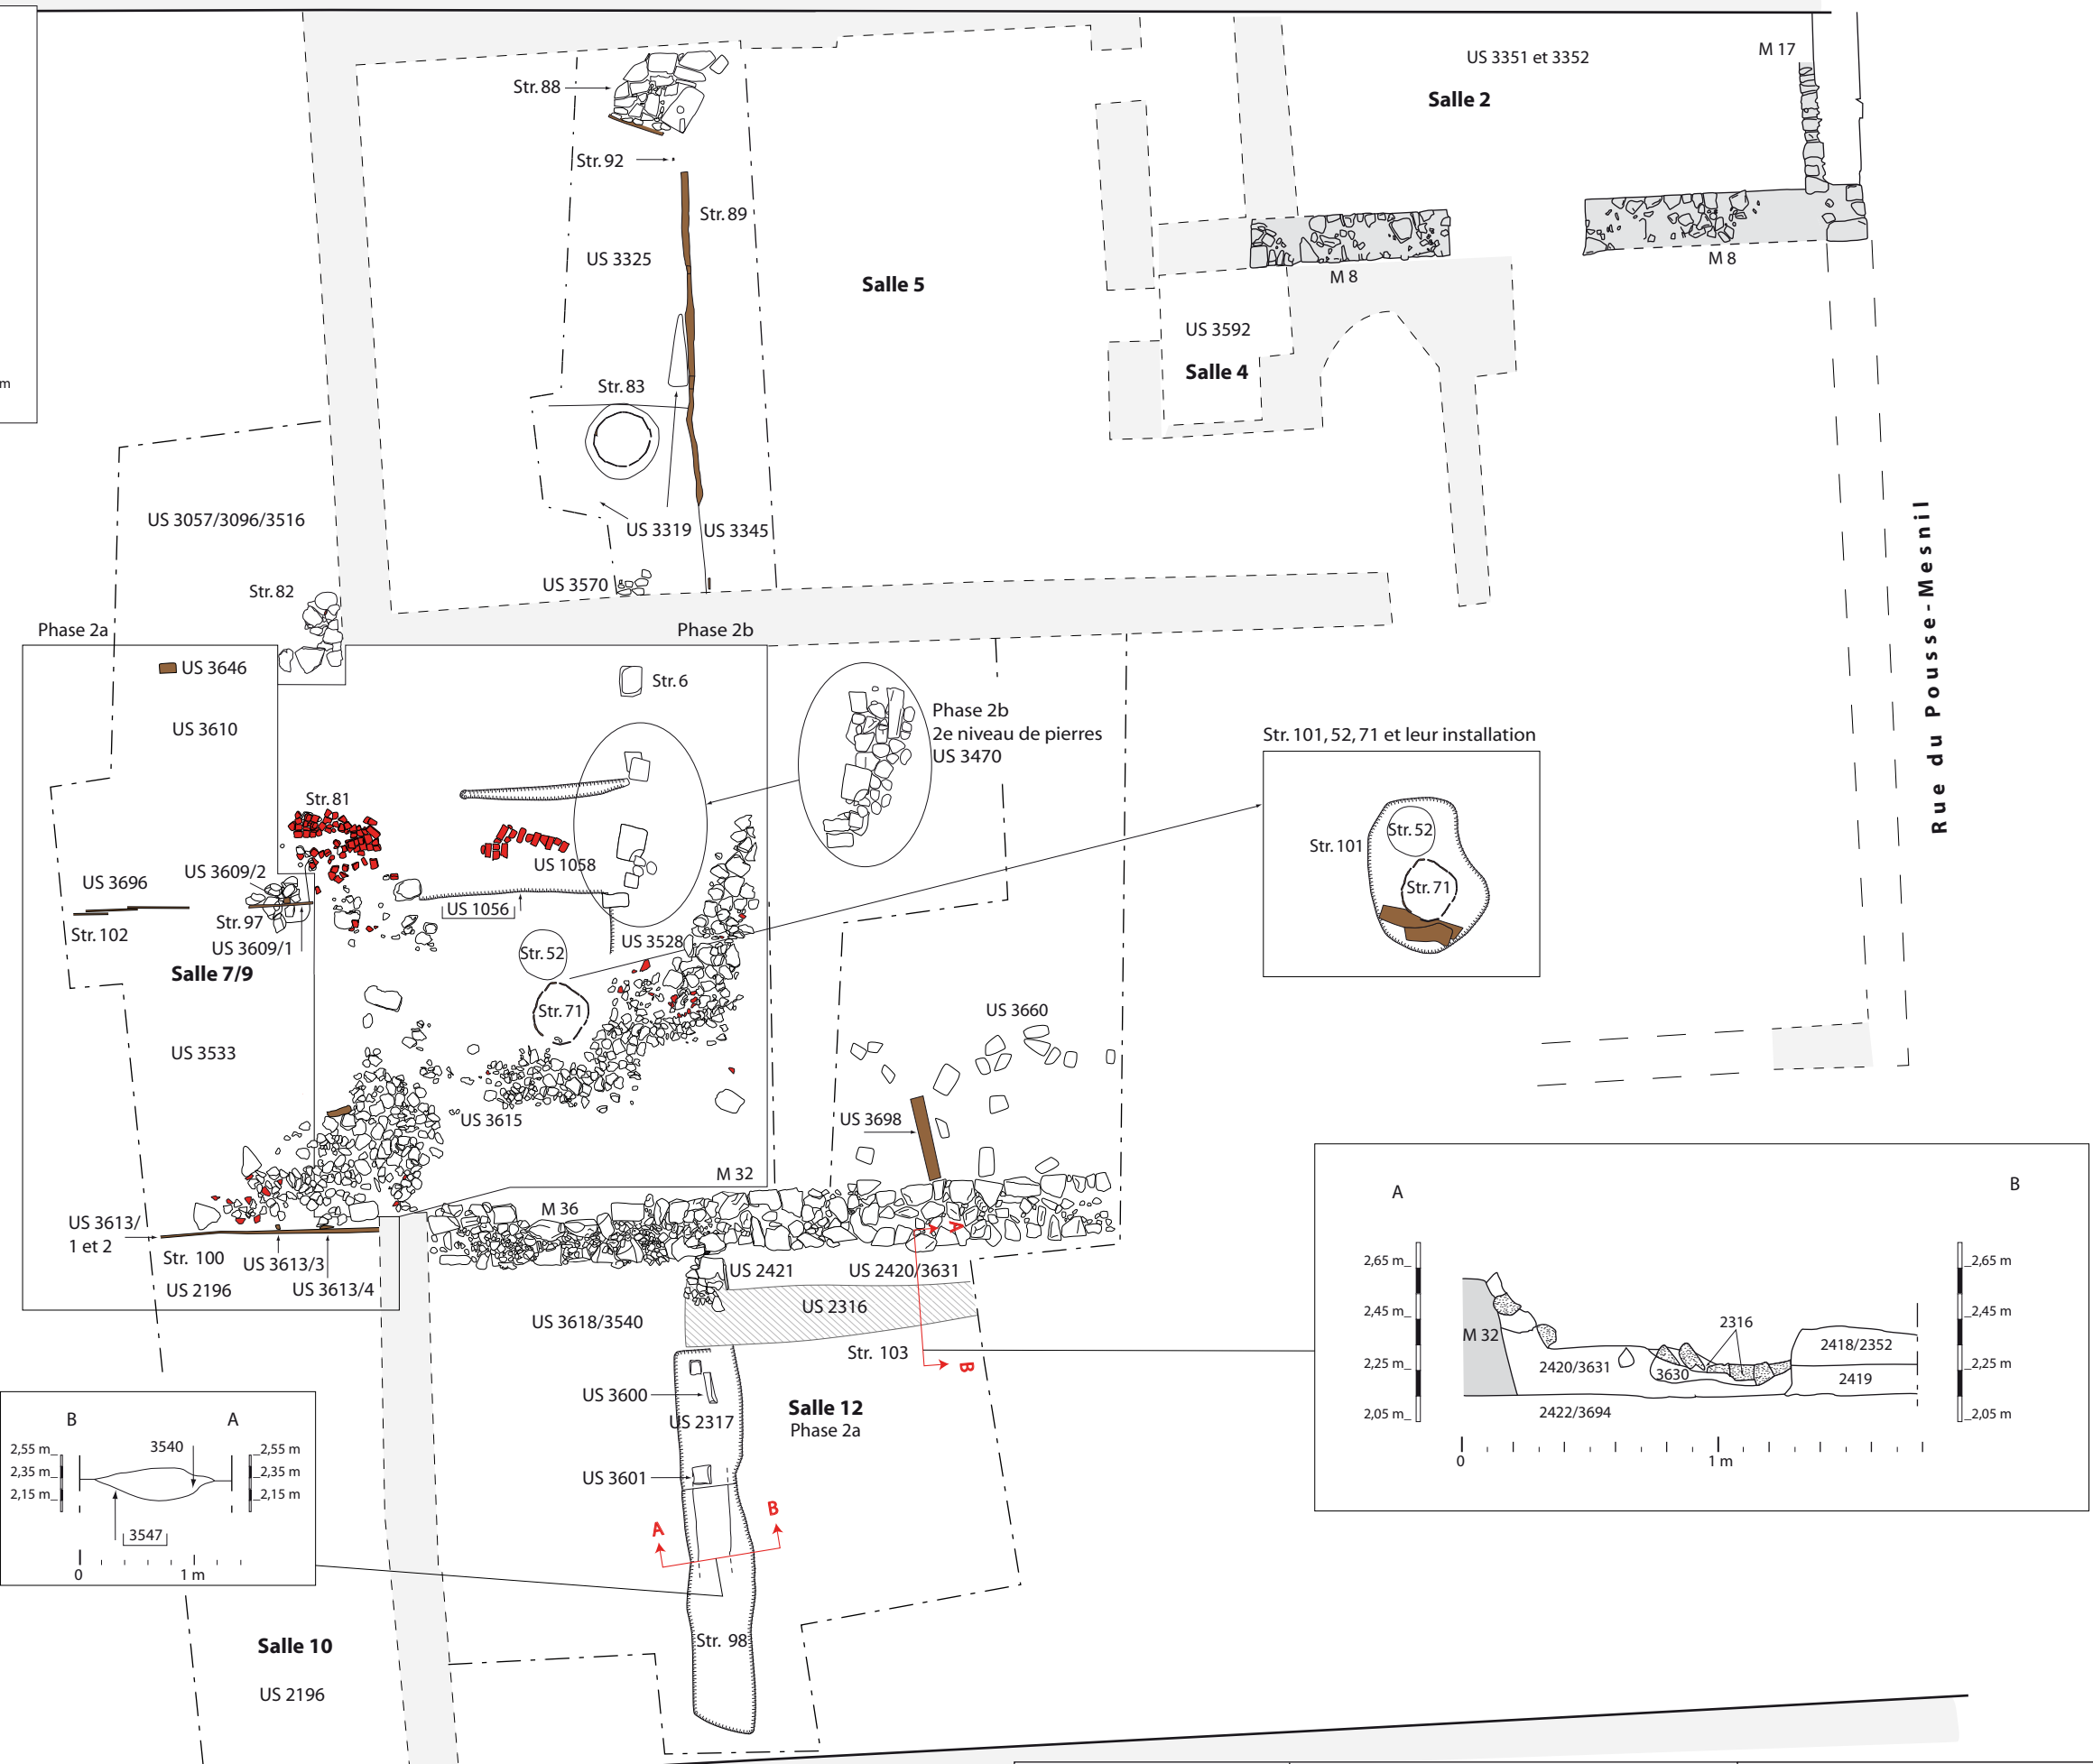 US 3351 et 3352
M 17
Salle 2
Str. 88
Str. 92
Str. 89
US 3325
Salle 5
M 8
M 8
US 3592
Salle 4
m
Str. 83
US 3057/3096/3516
US 3319
US 3345
US 3570
Str. 82
Rue du Pousse-Mesnil
Phase 2a
Phase 2b
US 3646
US 3610
Str. 6
Phase 2b
2e niveau de pierres
US 3470
Str. 101, 52, 71 et leur installation
Str. 52
Str. 101
Str. 71
Str. 81
US 1058
US 3609/2
US 3696
US 1056
Str. 97
Str. 102
US 3609/1
US 3528
Str. 52
Salle 7/9
Str. 71
US 3660
US 3533
US 3615
US 3698
M 32
M 36
US 3613/
1 et 2
Str. 100
US 3613/3
US 2196
US 3613/4
A
US 2421
US 2420/3631
US 2316
US 3618/3540
Str. 103
B
US 3600
US 2317
Salle 12
Phase 2a
US 3601
A
B
Str. 98
Salle 10
US 2196
A
B
2,65 m
2,65 m
2,45 m
2,45 m
M 32
2316
2418/2352
2,25 m
2420/3631
3630
2419
2,25 m
2,05 m
2422/3694
2,05 m
0
1 m
B
A
2,55 m
3540
2,55 m
2,35 m
2,35 m
2,15 m
2,15 m
3547
0
1 m